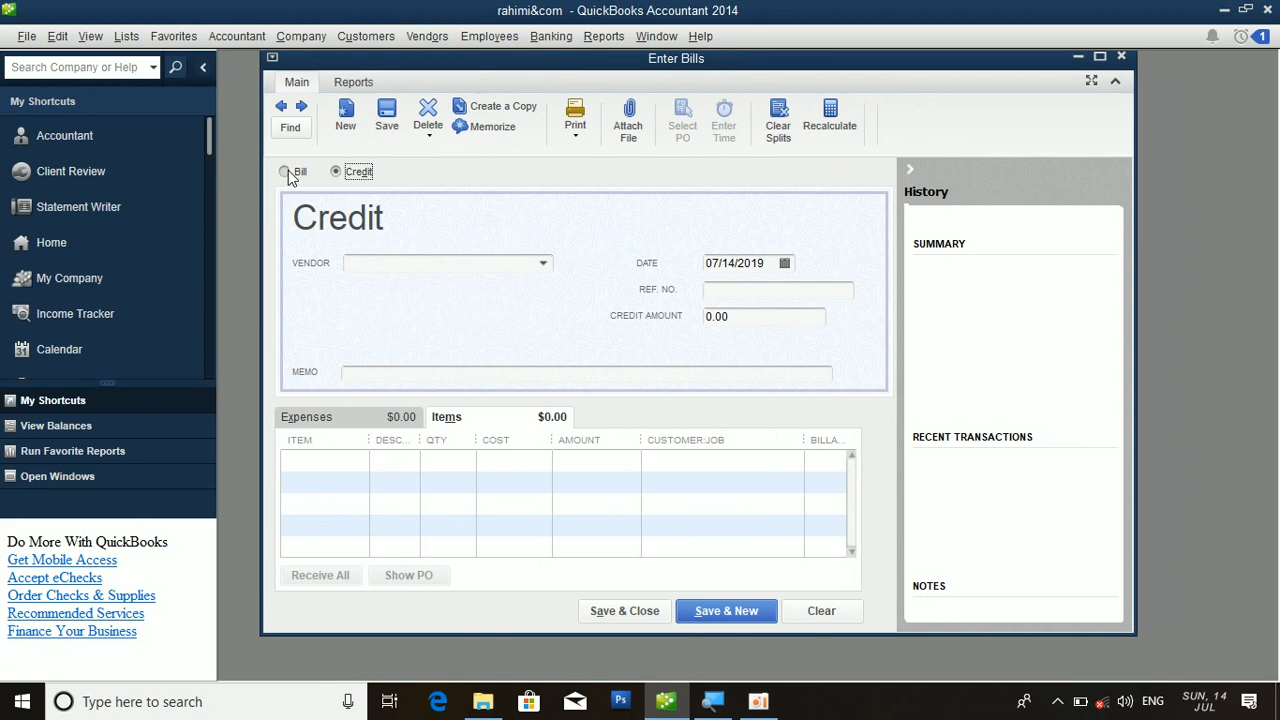 rahimi&com - QuickBooks Accountant 2014
File Edit View Lists Favorites Accountant Company Customers Vendors Employees Banking Reports Window Help
1
Search Company or Help
My Shortcuts
Accountant
Client Review
Statement Writer
Home
My Company
Income Tracker
Calendar
My Shortcuts
View Balances
Run Favorite Reports
Open Windows
Do More With QuickBooks
Get Mobile Access
Accept eChecks
Order Checks & Supplies
Recommended Services
Finance Your Business
Enter Bills
Main Reports
Find
New
Save
Delete
Create a Copy
Memorize
Print
Attach File
Select PO
Enter Time
Clear Splits
Recalculate
Bill Credit
Credit
VENDOR
DATE 07/14/2019
REF. NO.
CREDIT AMOUNT 0.00
MEMO
Expenses $0.00 Items $0.00
ITEM DESC... QTY COST AMOUNT CUSTOMER:JOB BILLA...
Receive All Show PO
Save & Close Save & New Clear
History
SUMMARY
RECENT TRANSACTIONS
NOTES
Type here to search
Ps
ENG
SUN, 14
JUL